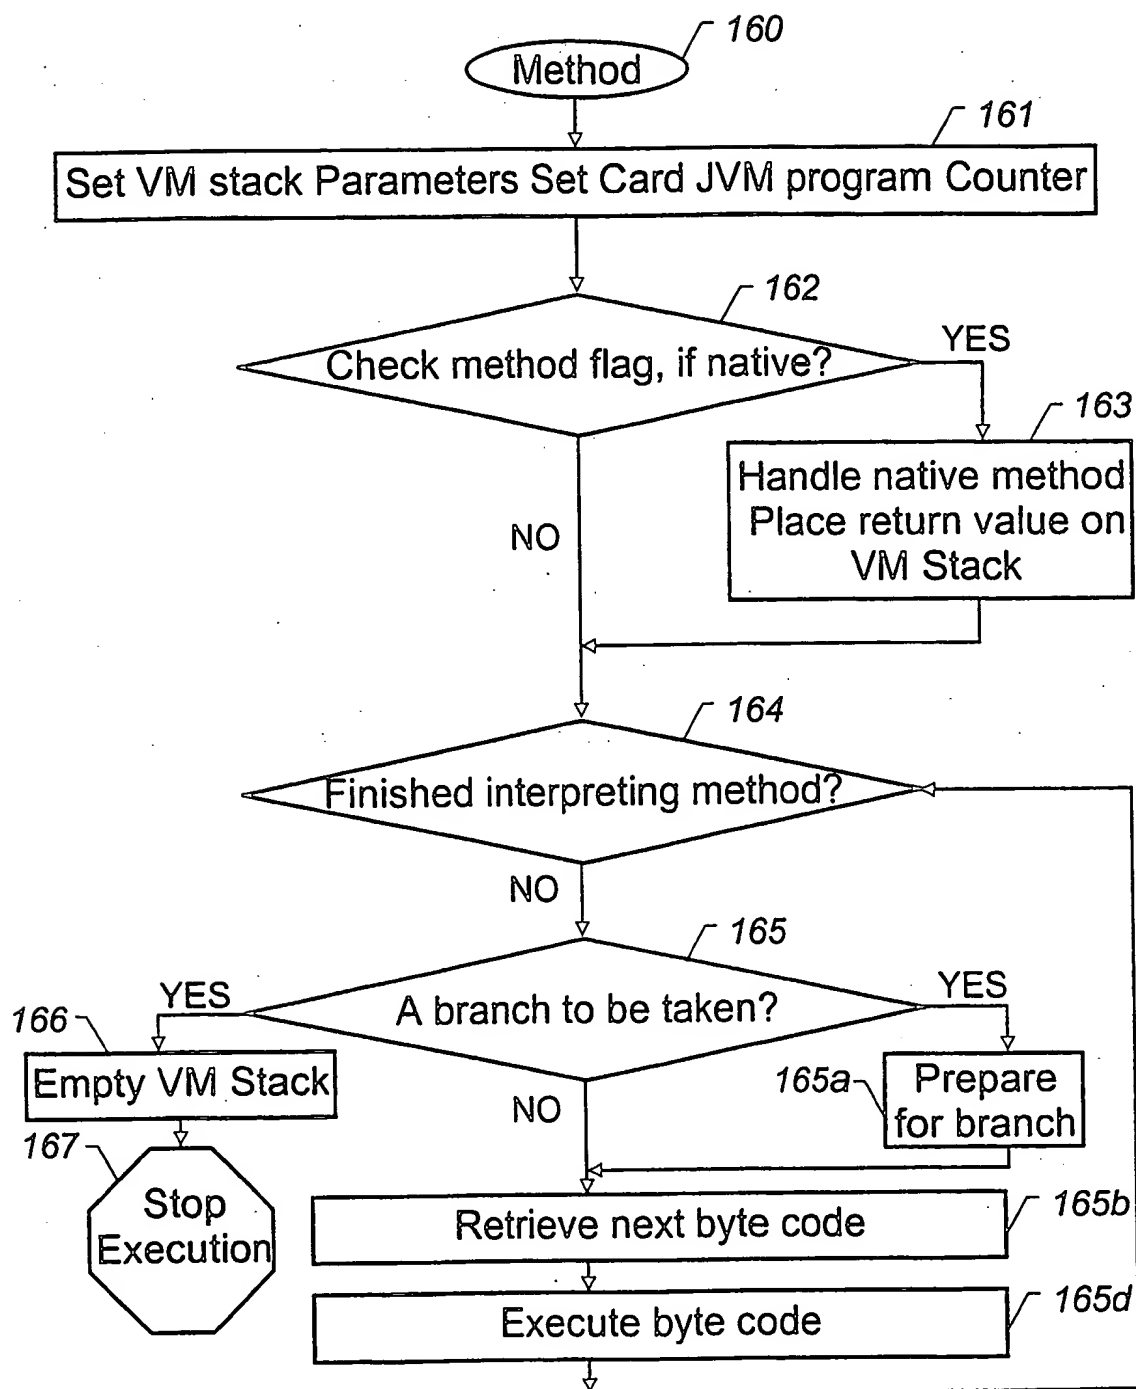 160
Method
161
Set VM stack Parameters Set Card JVM program Counter
162
Check method flag, if native?
YES
163
Handle native method
Place return value on
VM Stack
NO
164
Finished interpreting method?
NO
165
A branch to be taken?
YES
YES
166
Empty VM Stack
165a
Prepare
for branch
NO
167
Stop
Execution
165b
Retrieve next byte code
165d
Execute byte code